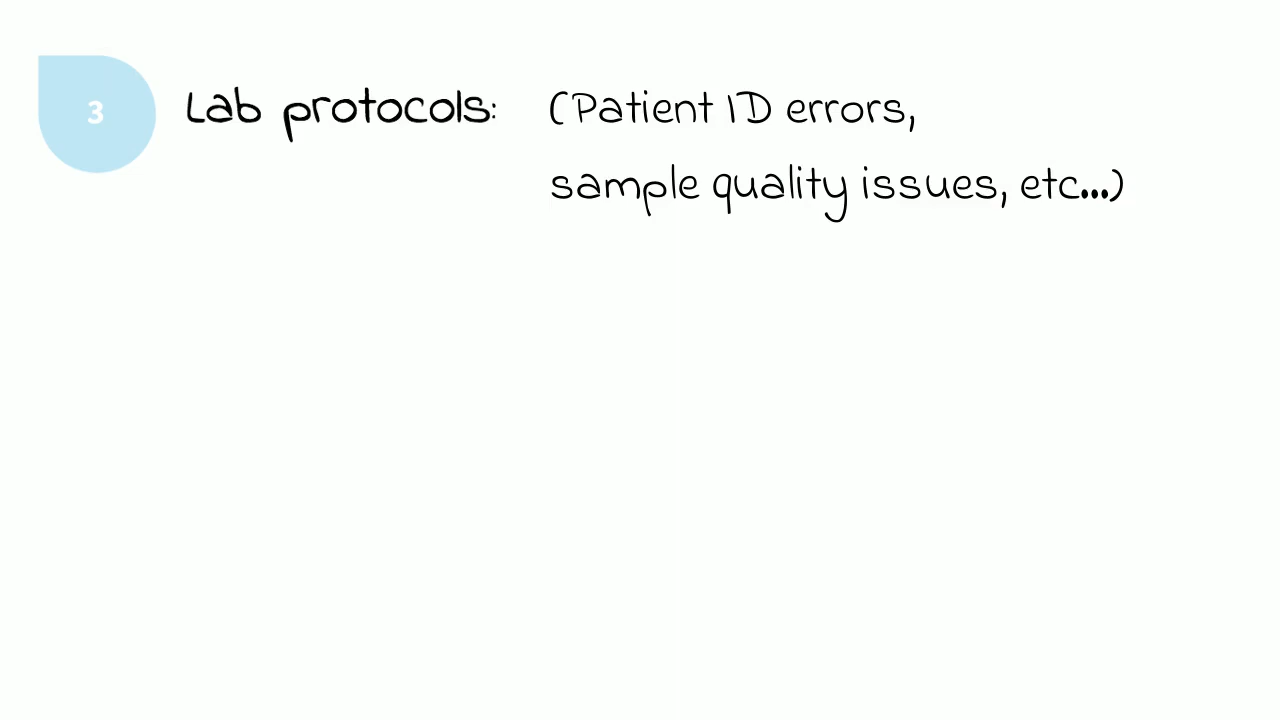 3
Lab protocols: (Patient ID errors,
sample quality issues, etc...)